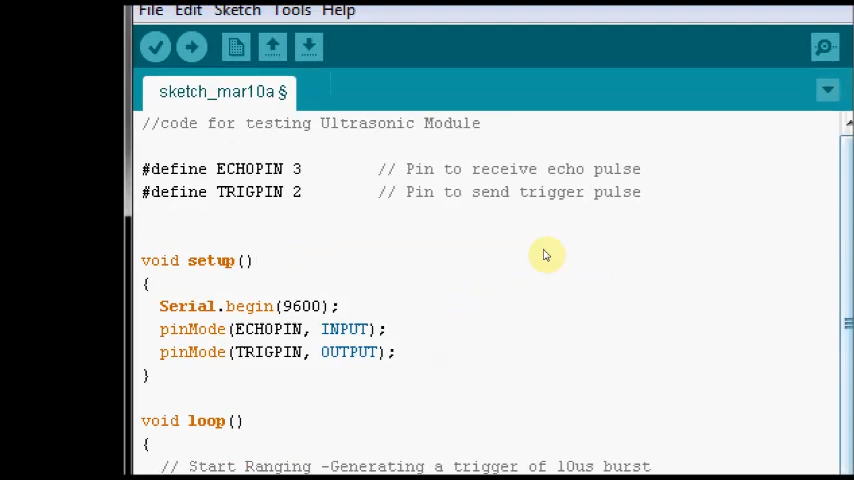 File Edit Sketch Tools Help
sketch_mar10a §
//code for testing Ultrasonic Module
#define ECHOPIN 3        // Pin to receive echo pulse
#define TRIGPIN 2        // Pin to send trigger pulse
void setup()
{
  Serial.begin(9600);
  pinMode(ECHOPIN, INPUT);
  pinMode(TRIGPIN, OUTPUT);
}
void loop()
{
  // Start Ranging -Generating a trigger of 10us burst